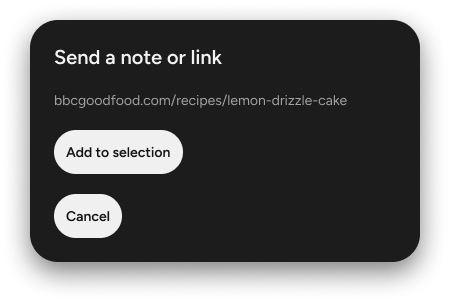 Send a note or link
bbcgoodfood.com/recipes/lemon-drizzle-cake
Add to selection
Cancel